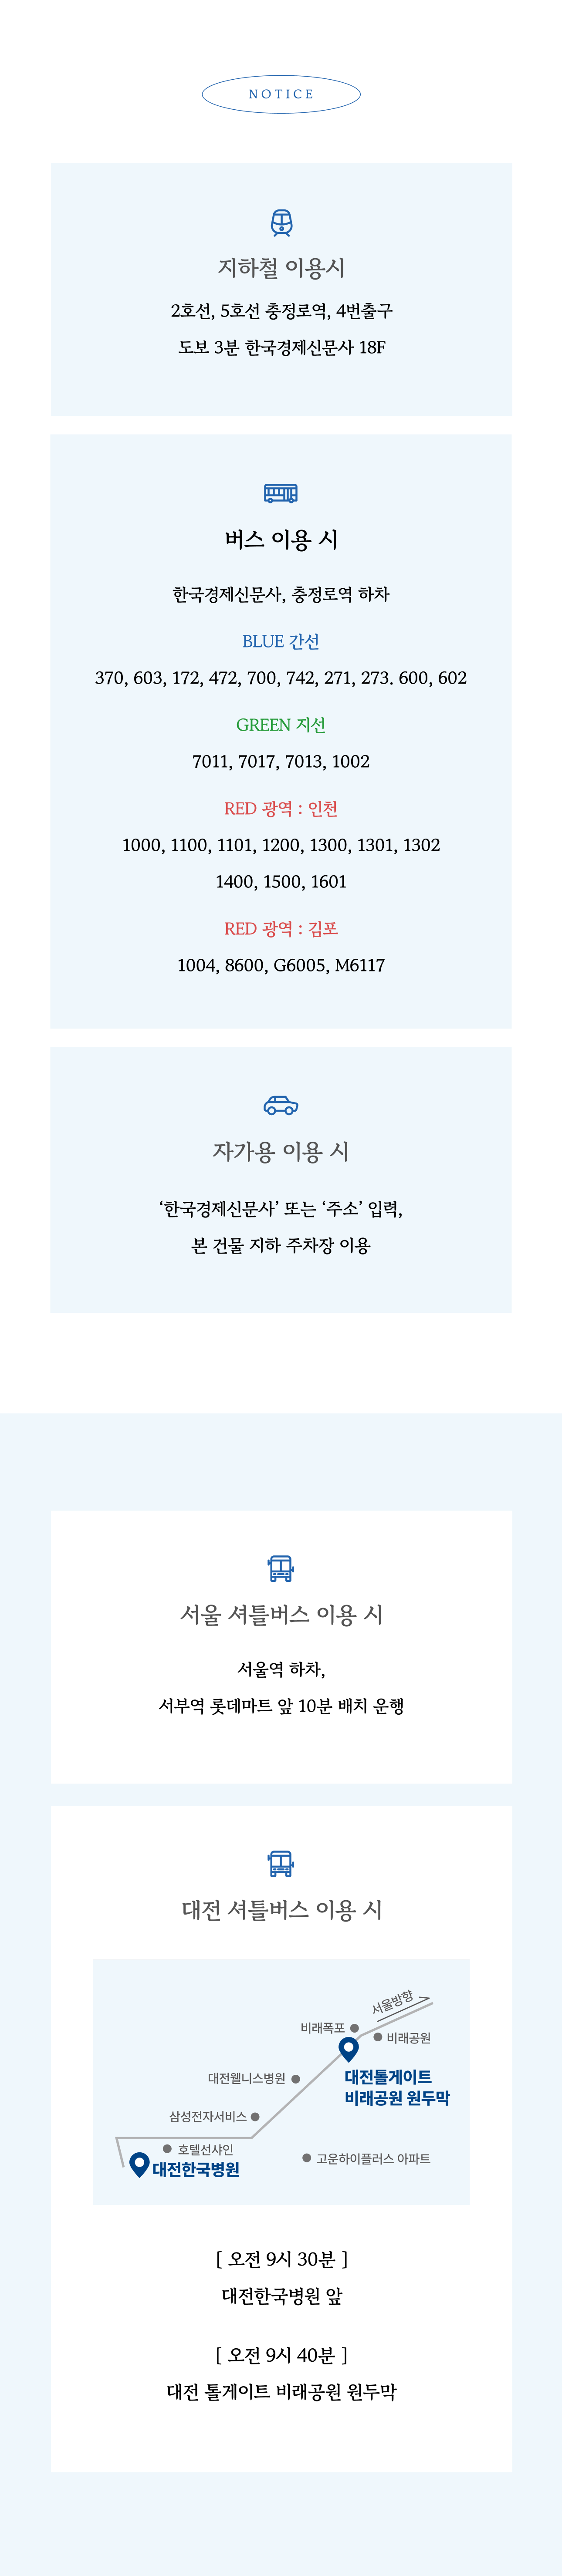 NOTICE
지하철 이용시
2호선, 5호선 충정로역, 4번출구
도보 3분 한국경제신문사 18F
버스 이용 시
한국경제신문사, 충정로역 하차
BLUE 간선
370, 603, 172, 472, 700, 742, 271, 273. 600, 602
GREEN 지선
7011, 7017, 7013, 1002
RED 광역 : 인천
1000, 1100, 1101, 1200, 1300, 1301, 1302
1400, 1500, 1601
RED 광역 : 김포
1004, 8600, G6005, M6117
자가용 이용 시
‘한국경제신문사’ 또는 ‘주소’ 입력,
본 건물 지하 주차장 이용
서울 셔틀버스 이용 시
서울역 하차,
서부역 롯데마트 앞 10분 배치 운행
대전 셔틀버스 이용 시
서울방향
비래폭포
비래공원
대전톨게이트
비래공원 원두막
대전웰니스병원
삼성전자서비스
호텔선샤인
대전한국병원
고운하이플러스 아파트
[ 오전 9시 30분 ]
대전한국병원 앞
[ 오전 9시 40분 ]
대전 톨게이트 비래공원 원두막